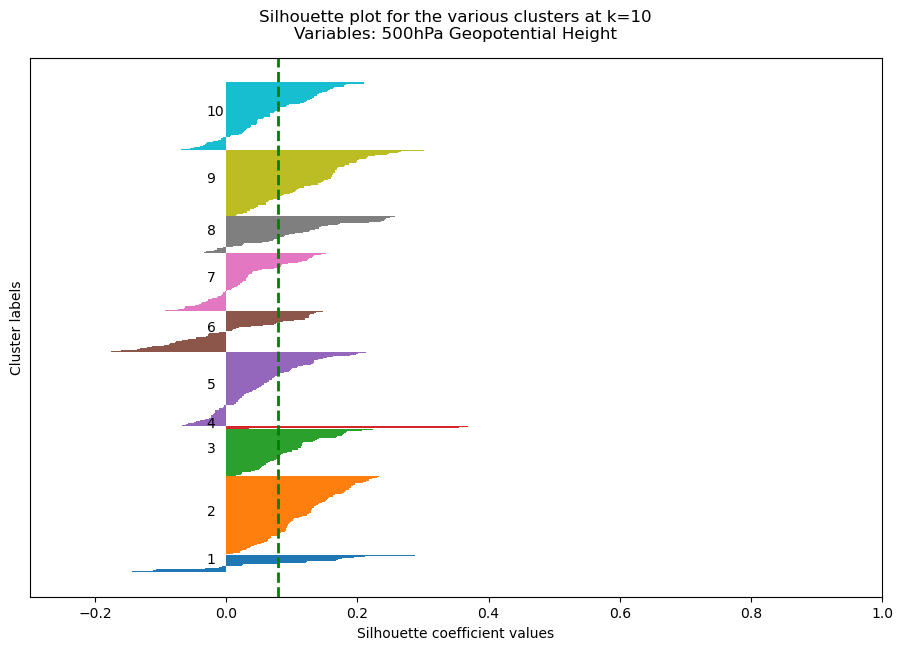 Silhouette plot for the various clusters at k=10
Variables: 500hPa Geopotential Height
Cluster labels
10
9
8
7
6
5
4
3
2
1
−0.2 0.0 0.2 0.4 0.6 0.8 1.0
Silhouette coefficient values